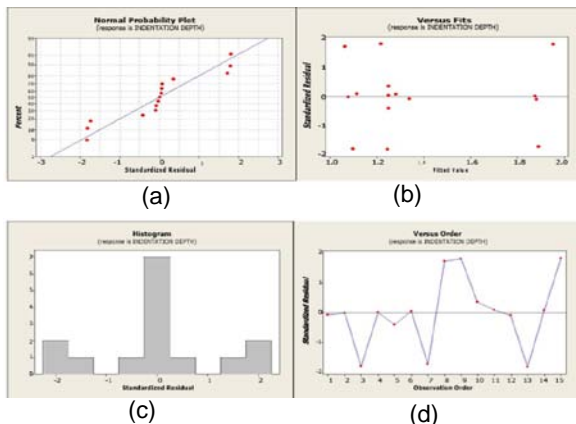 Normal Probability Plot
(response is INDENTATION DEPTH)
Percent
-3 -2 -1 0 1 2 3
Standardized Residual
(a)
Versus Fits
(response is INDENTATION DEPTH)
Standardized Residual
2
1
0
-1
-2
1.0 1.2 1.4 1.6 1.8 2.0
Fitted Value
(b)
Histogram
(response is INDENTATION DEPTH)
-2 -1 0 1 2
Standardized Residual
(c)
Versus Order
(response is INDENTATION DEPTH)
Standardized Residual
2
1
0
-1
-2
1 2 3 4 5 6 7 8 9 10 11 12 13 14 15
Observation Order
(d)